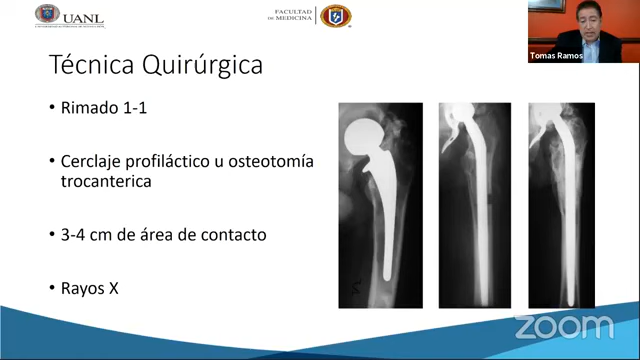 UANL
FACULTAD
DE MEDICINA
Tomas Ramos
Técnica Quirúrgica
• Rimado 1-1
• Cerclaje profiláctico u osteotomía
trocanterica
• 3-4 cm de área de contacto
• Rayos X
zoom